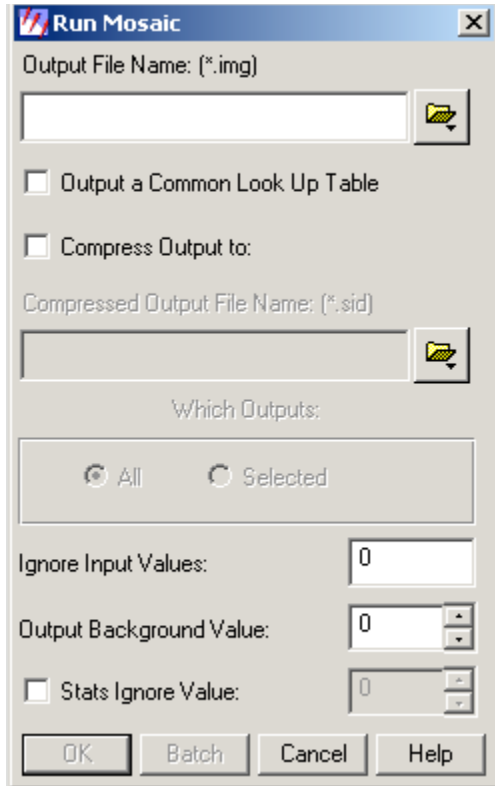 Run Mosaic
Output File Name: (*.img)
Output a Common Look Up Table
Compress Output to:
Compressed Output File Name: (*.sid)
Which Outputs:
All Selected
Ignore Input Values: 0
Output Background Value: 0
Stats Ignore Value: 0
OK Batch Cancel Help